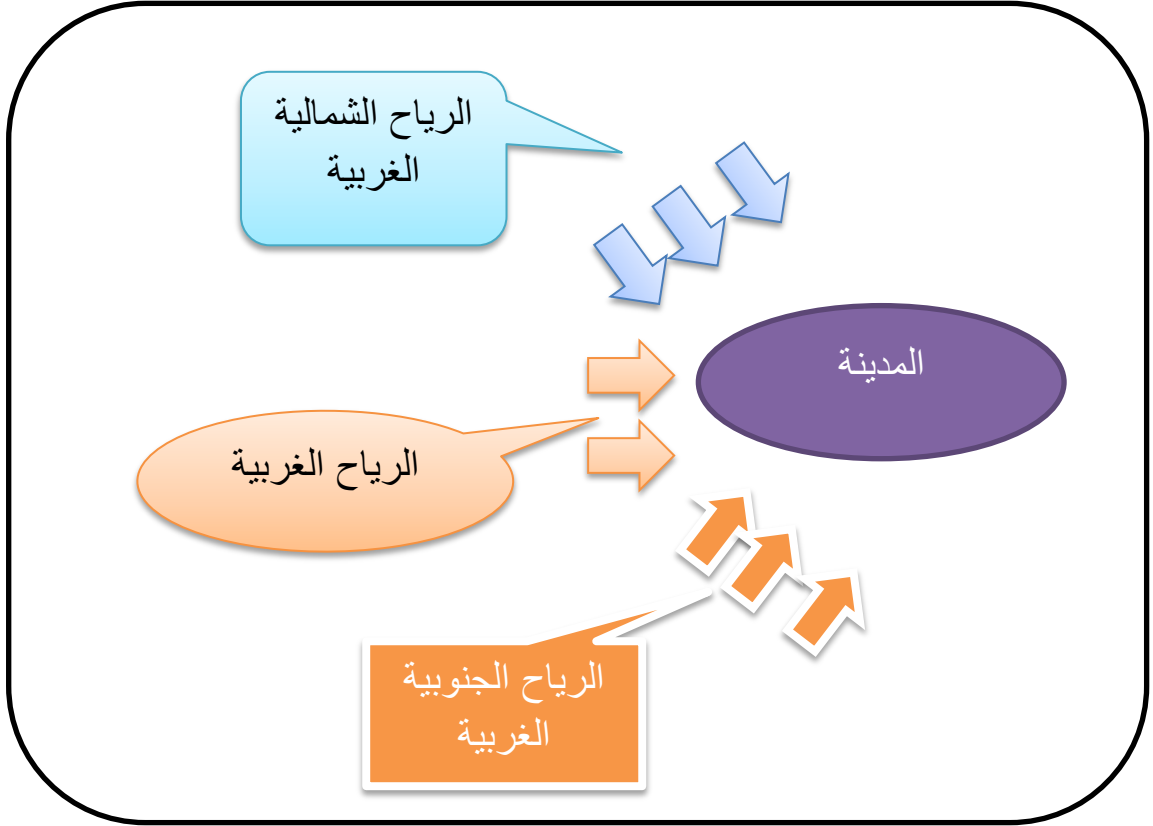 الرياح الشمالية
الغربية
المدينة
الرياح الغربية
الرياح الجنوبية
الغربية